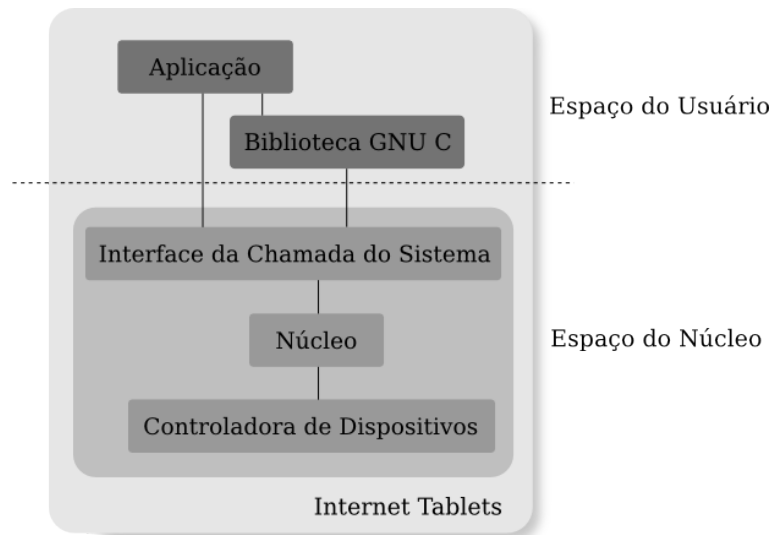 Aplicação
Espaço do Usuário
Biblioteca GNU C
Interface da Chamada do Sistema
Núcleo
Espaço do Núcleo
Controladora de Dispositivos
Internet Tablets